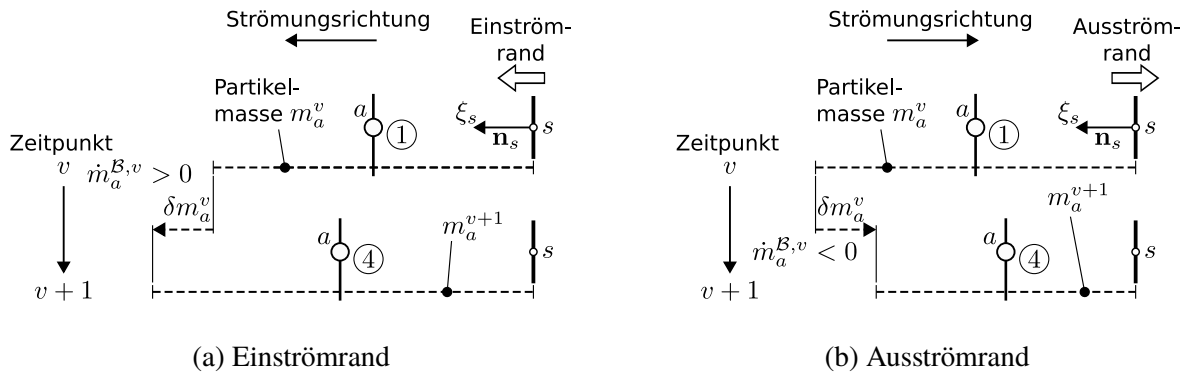 Strömungsrichtung
Einström-
rand
Partikel-
masse $m_a^v$
a
①
$\xi_s$
$\mathbf{n}_s$
s
Zeitpunkt
v
$\dot{m}_a^{\mathcal{B},v} > 0$
$\delta m_a^v$
$m_a^{v+1}$
a
④
s
v + 1
(a) Einströmrand
Strömungsrichtung
Ausström-
rand
Partikel-
masse $m_a^v$
a
①
$\xi_s$
$\mathbf{n}_s$
s
Zeitpunkt
v
$\delta m_a^v$
$m_a^{v+1}$
$\dot{m}_a^{\mathcal{B},v} < 0$
a
④
s
v + 1
(b) Ausströmrand